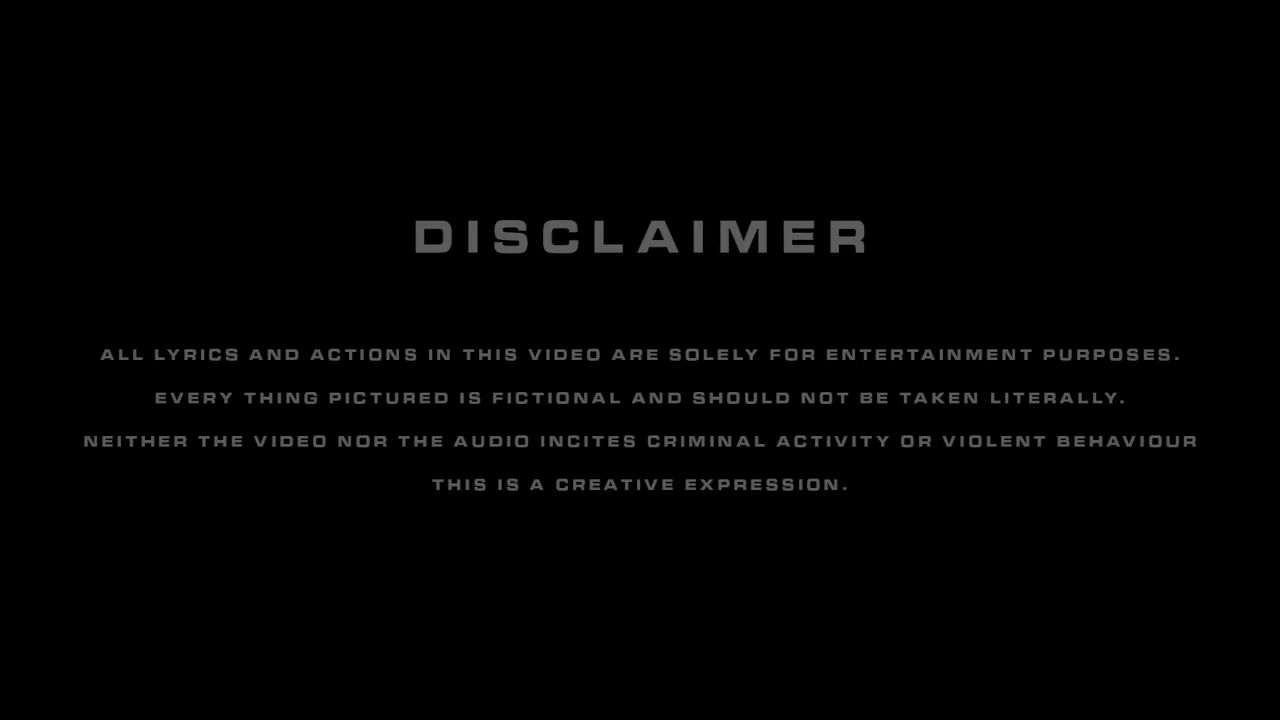 DISCLAIMER
ALL LYRICS AND ACTIONS IN THIS VIDEO ARE SOLELY FOR ENTERTAINMENT PURPOSES.
EVERY THING PICTURED IS FICTIONAL AND SHOULD NOT BE TAKEN LITERALLY.
NEITHER THE VIDEO NOR THE AUDIO INCITES CRIMINAL ACTIVITY OR VIOLENT BEHAVIOUR
THIS IS A CREATIVE EXPRESSION.